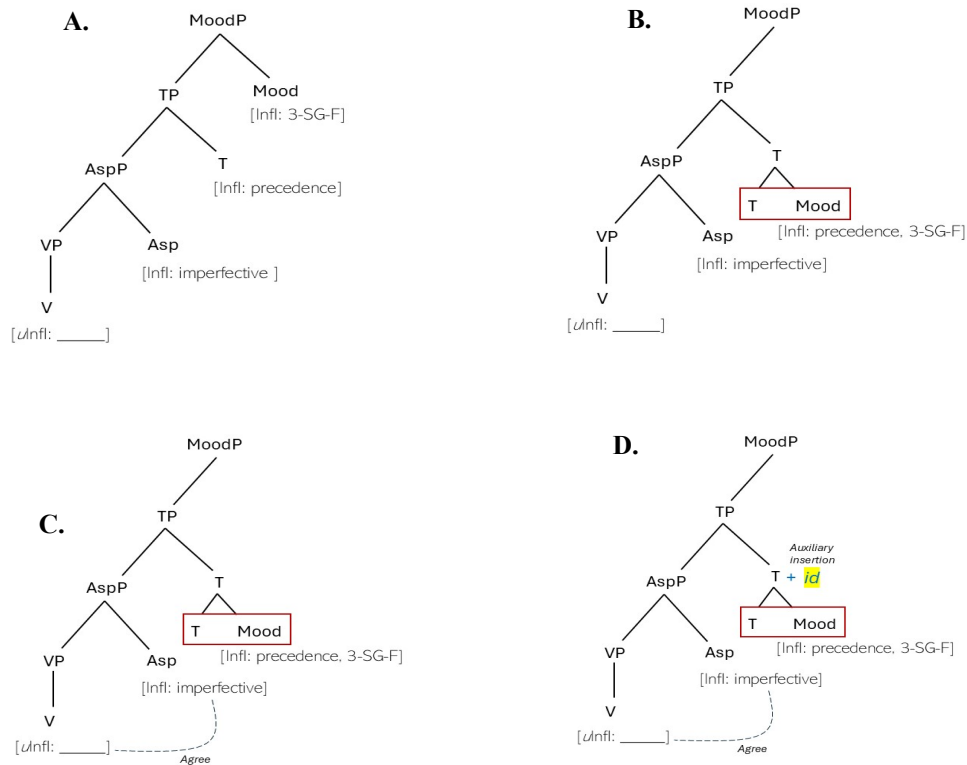 A.
MoodP
TP
Mood
[Infl: 3-SG-F]
AspP
T
[Infl: precedence]
VP
Asp
[Infl: imperfective ]
V
[uInfl: ______]
B.
MoodP
TP
AspP
T
T Mood
[Infl: precedence, 3-SG-F]
VP
Asp
[Infl: imperfective]
V
[uInfl: ______]
C.
MoodP
TP
AspP
T
T Mood
[Infl: precedence, 3-SG-F]
VP
Asp
[Infl: imperfective]
V
[uInfl: ______]
Agree
D.
MoodP
TP
Auxiliary
insertion
AspP
T + id
T Mood
[Infl: precedence, 3-SG-F]
VP
Asp
[Infl: imperfective]
V
[uInfl: ______]
Agree